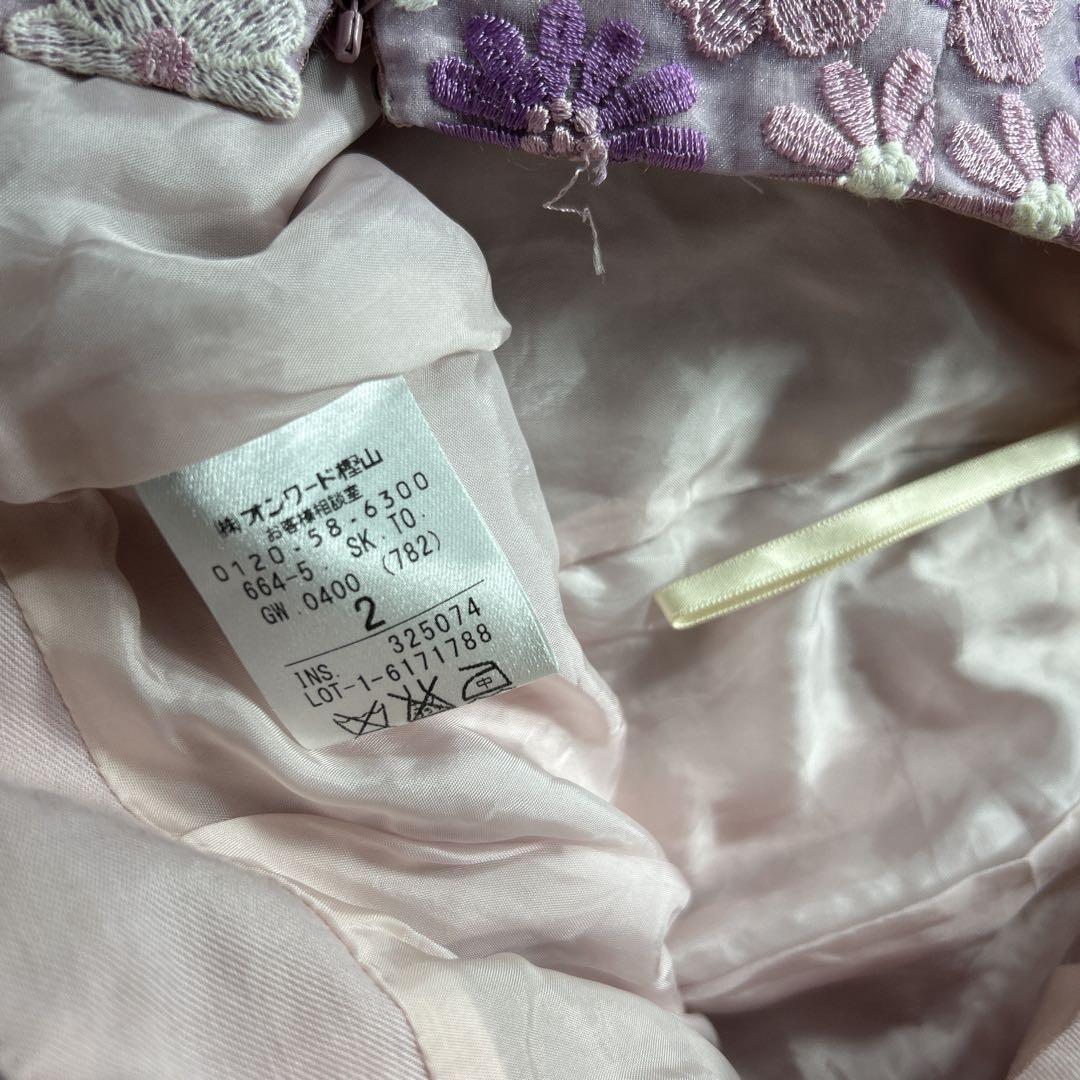 (株)オンワード樫山
お客様相談室
0120-58-6300
664-5. SK.TO.
GW.0400 (782)
2
INS. 325074
LOT-1-6171788
中